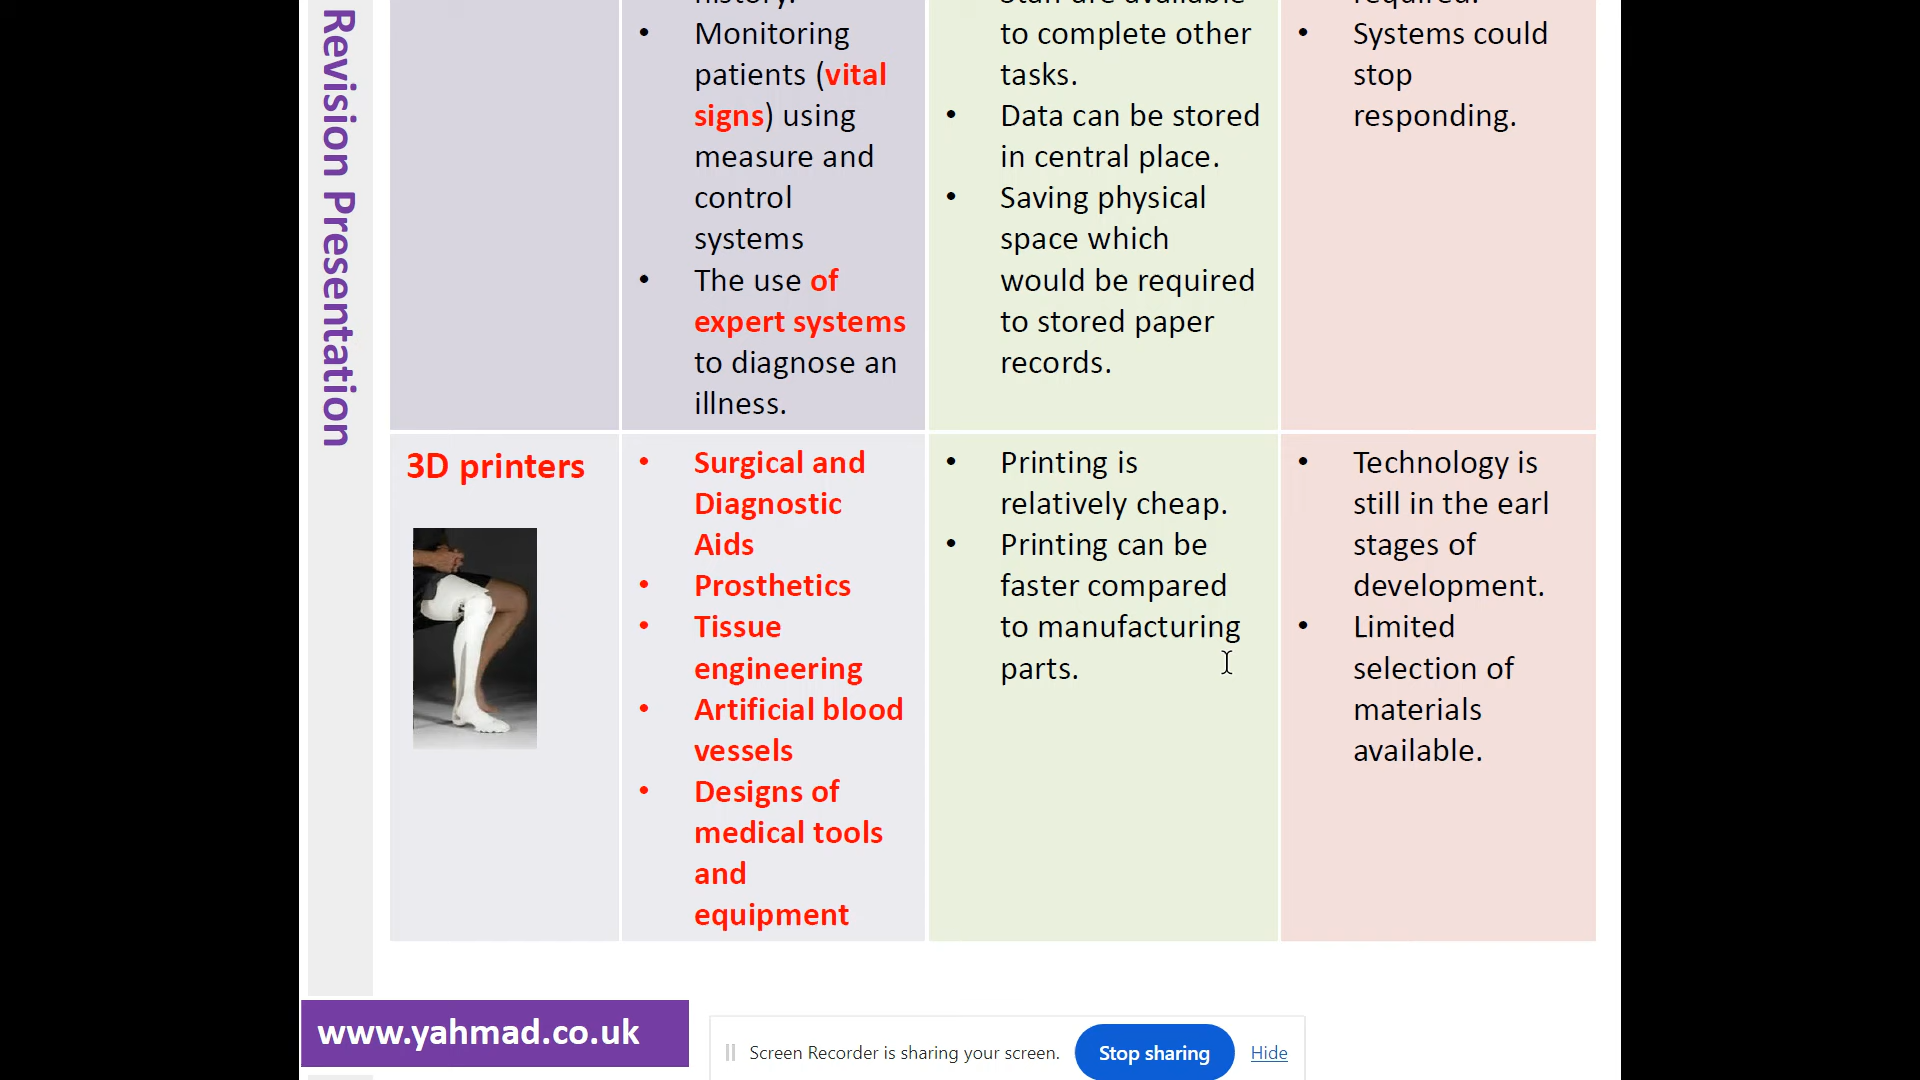 Revision Presentation
history.
Monitoring
patients (vital
signs) using
measure and
control
systems
• The use of
expert systems
to diagnose an
illness.
Staff are available
to complete other
tasks.
• Data can be stored
in central place.
• Saving physical
space which
would be required
to stored paper
records.
required.
• Systems could
stop
responding.
3D printers
• Surgical and
Diagnostic
Aids
• Prosthetics
• Tissue
engineering
• Artificial blood
vessels
• Designs of
medical tools
and
equipment
• Printing is
relatively cheap.
• Printing can be
faster compared
to manufacturing
parts.
• Technology is
still in the earl
stages of
development.
• Limited
selection of
materials
available.
www.yahmad.co.uk
Screen Recorder is sharing your screen.
Stop sharing
Hide